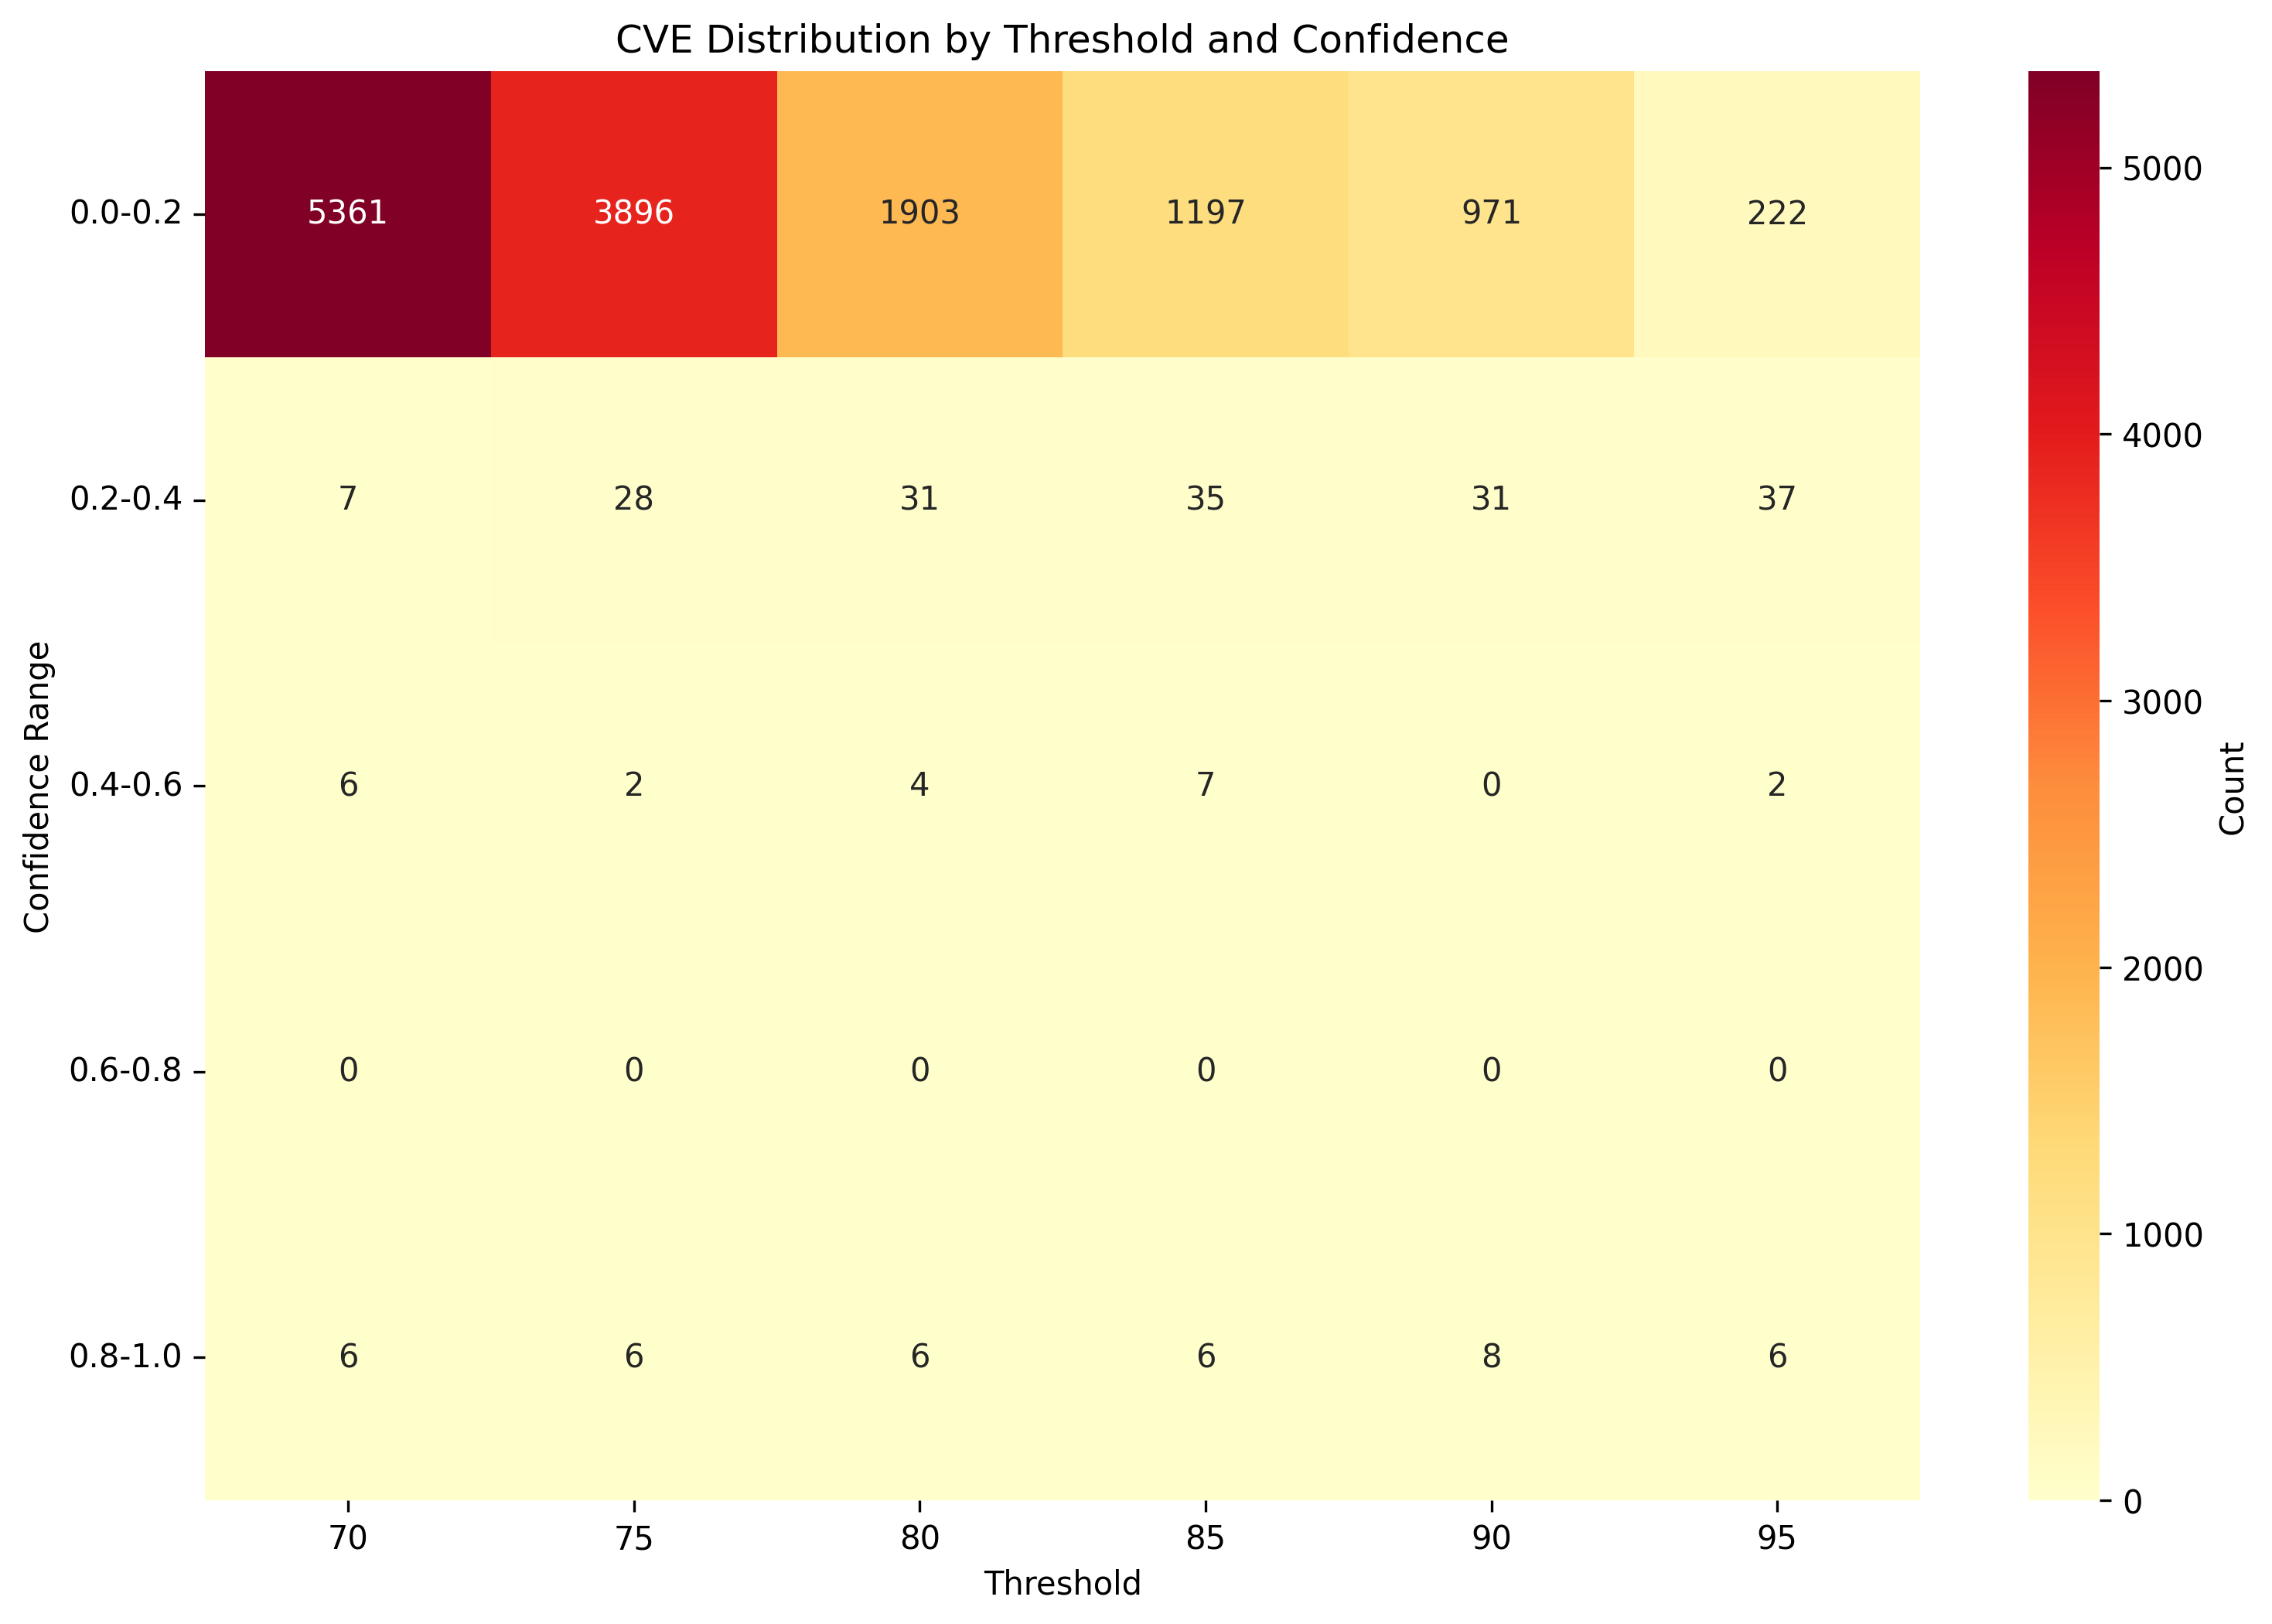 CVE Distribution by Threshold and Confidence
0.0-0.2 5361 3896 1903 1197 971 222
0.2-0.4 7 28 31 35 31 37
0.4-0.6 6 2 4 7 0 2
0.6-0.8 0 0 0 0 0 0
0.8-1.0 6 6 6 6 8 6
70 75 80 85 90 95
Threshold
Confidence Range
5000
4000
3000
2000
1000
0
Count